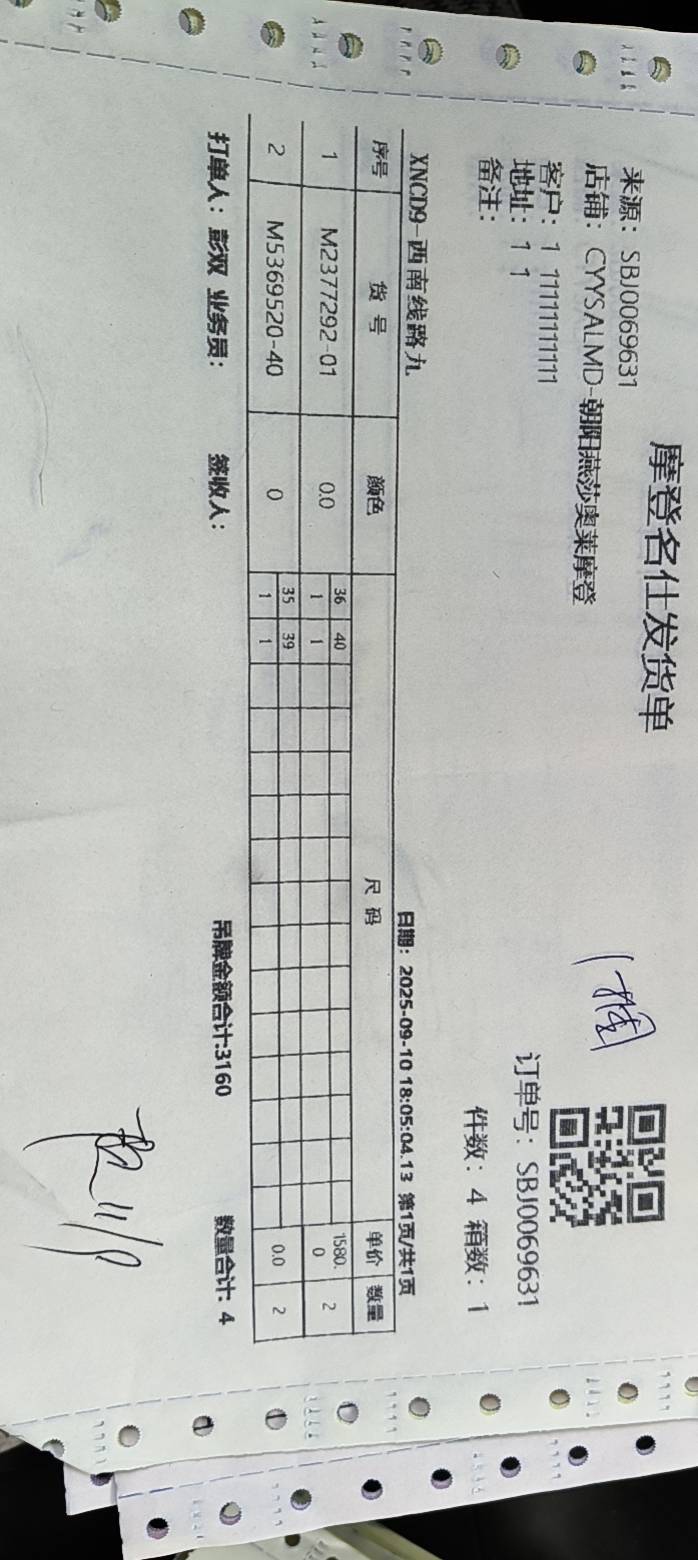 摩登名仕发货单
来源：SBJ0069631
店铺：CYYSALMD-朝阳燕莎奥莱摩登
客户：1 11111111111
订单号：SBJ0069631
地址：1 1
备注：
件数：4 箱数：1
XNCD9-西南线路九 日期：2025-09-10 18:05:04.13 第1页/共1页
序号 货号 颜色 尺码 单价 数量
1 M2377292-01 0.0 36 40 1580.0 2
1 1
2 M5369520-40 0 35 39 0.0 2
1 1
打单人：彭双 业务员： 签收人： 吊牌金额合计:3160 数量合计: 4
11/9